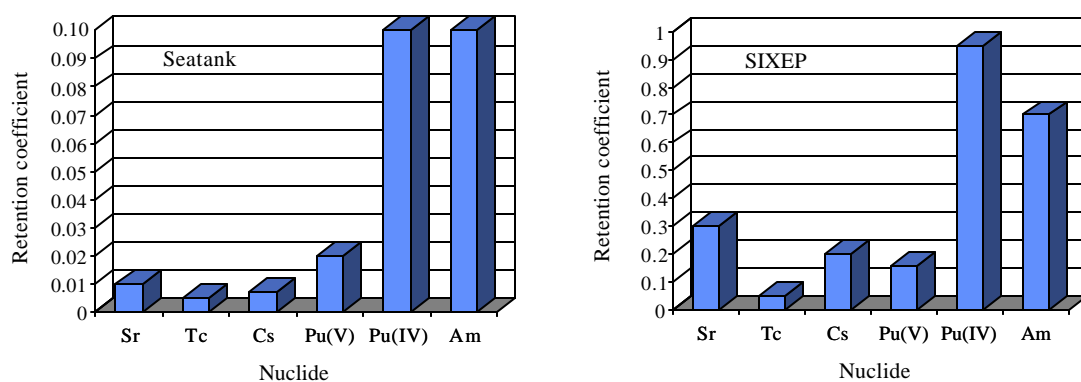 Seatank
Retention coefficient
0.10
0.09
0.08
0.07
0.06
0.05
0.04
0.03
0.02
0.01
0
Sr Tc Cs Pu(V) Pu(IV) Am
Nuclide
SIXEP
Retention coefficient
1
0.9
0.8
0.7
0.6
0.5
0.4
0.3
0.2
0.1
0
Sr Tc Cs Pu(V) Pu(IV) Am
Nuclide